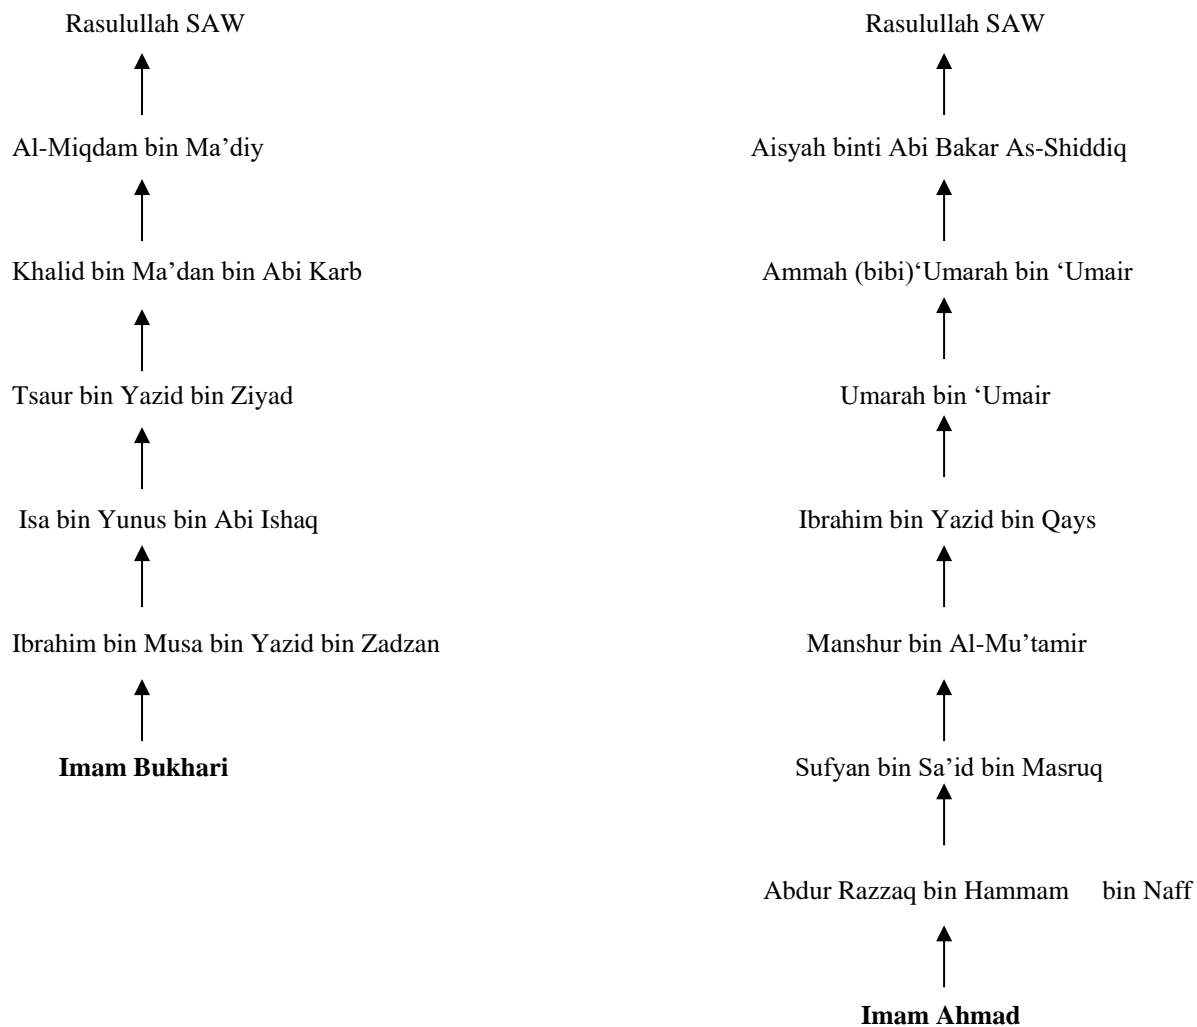 Rasulullah SAW
Al-Miqdam bin Ma’diy
Khalid bin Ma’dan bin Abi Karb
Tsaur bin Yazid bin Ziyad
Isa bin Yunus bin Abi Ishaq
Ibrahim bin Musa bin Yazid bin Zadzan
Imam Bukhari
Rasulullah SAW
Aisyah binti Abi Bakar As-Shiddiq
Ammah (bibi)‘Umarah bin ‘Umair
Umarah bin ‘Umair
Ibrahim bin Yazid bin Qays
Manshur bin Al-Mu’tamir
Sufyan bin Sa’id bin Masruq
Abdur Razzaq bin Hammam bin Naff
Imam Ahmad